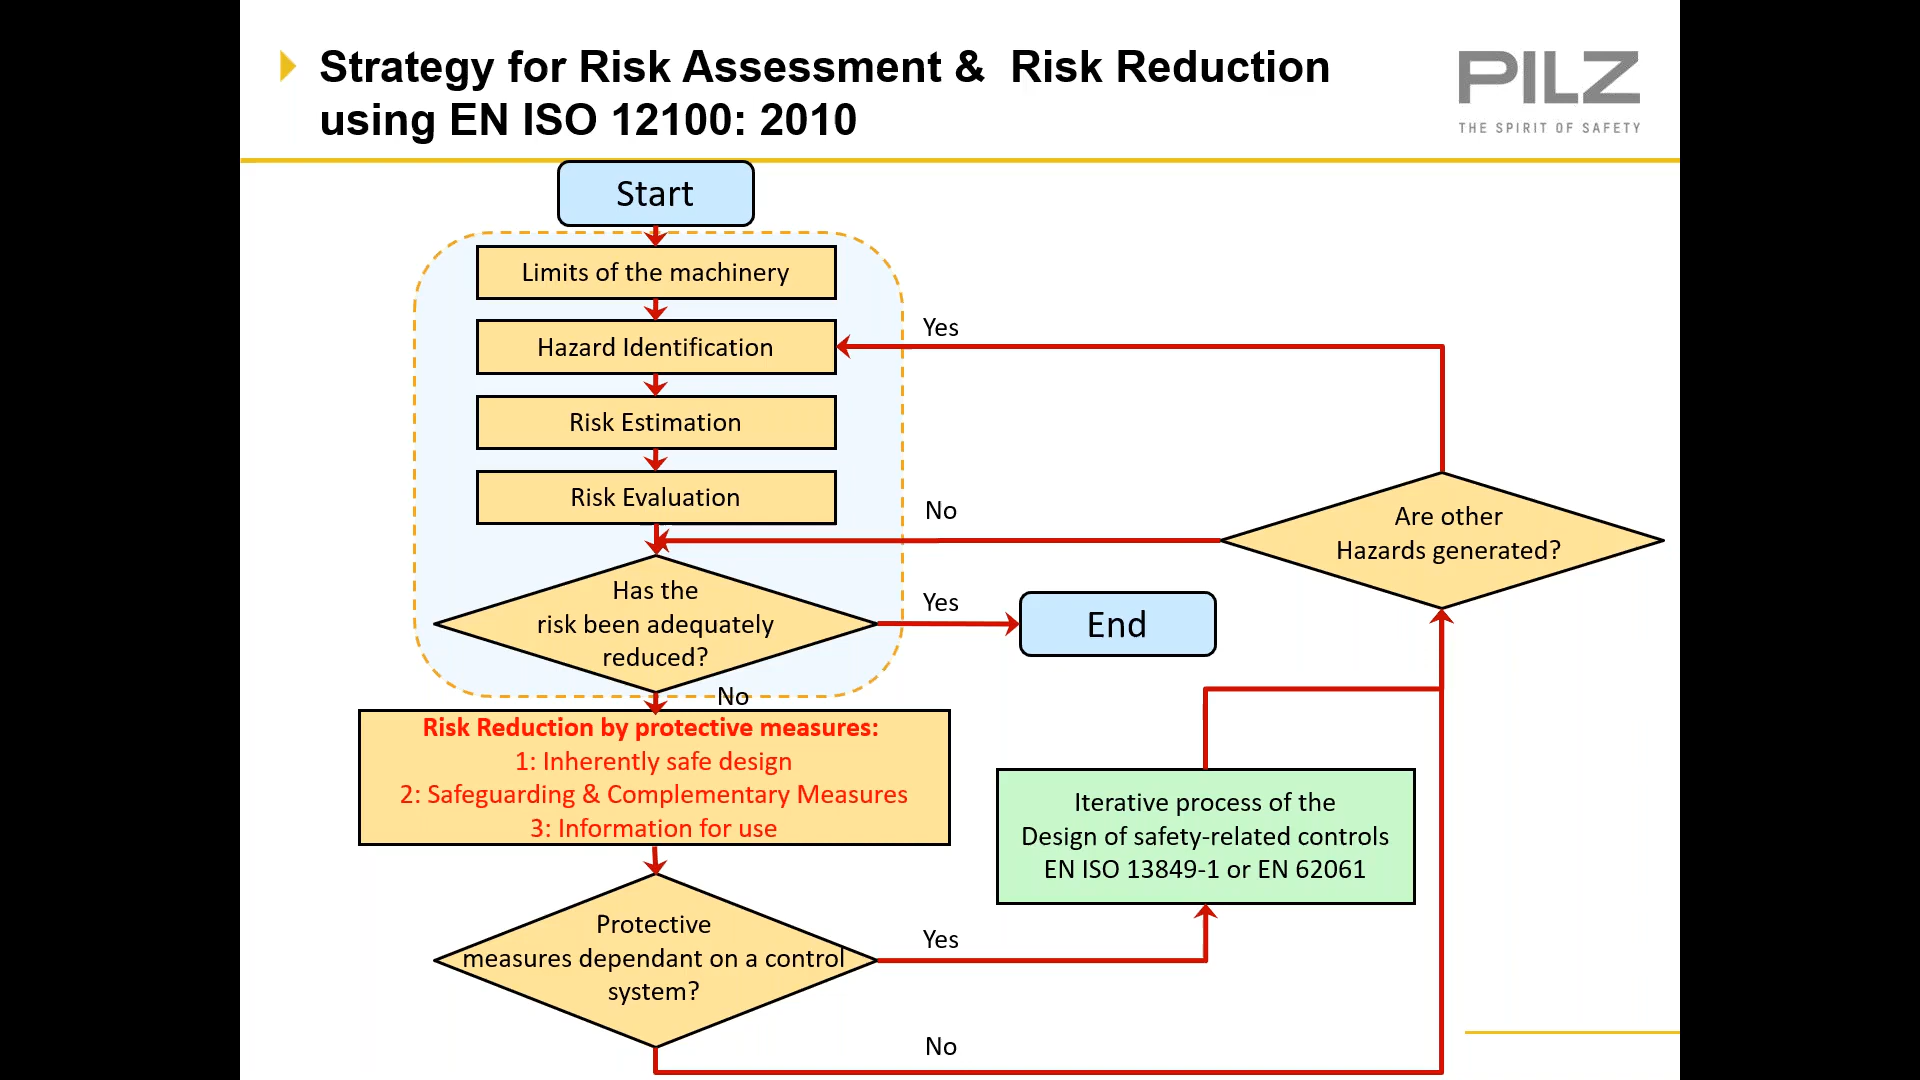 Strategy for Risk Assessment & Risk Reduction
using EN ISO 12100: 2010
PILZ
THE SPIRIT OF SAFETY
Start
Limits of the machinery
Hazard Identification
Yes
Risk Estimation
Risk Evaluation
No
Are other
Hazards generated?
Has the
risk been adequately
reduced?
Yes
End
No
Risk Reduction by protective measures:
1: Inherently safe design
2: Safeguarding & Complementary Measures
3: Information for use
Iterative process of the
Design of safety-related controls
EN ISO 13849-1 or EN 62061
Protective
measures dependant on a control
system?
Yes
No